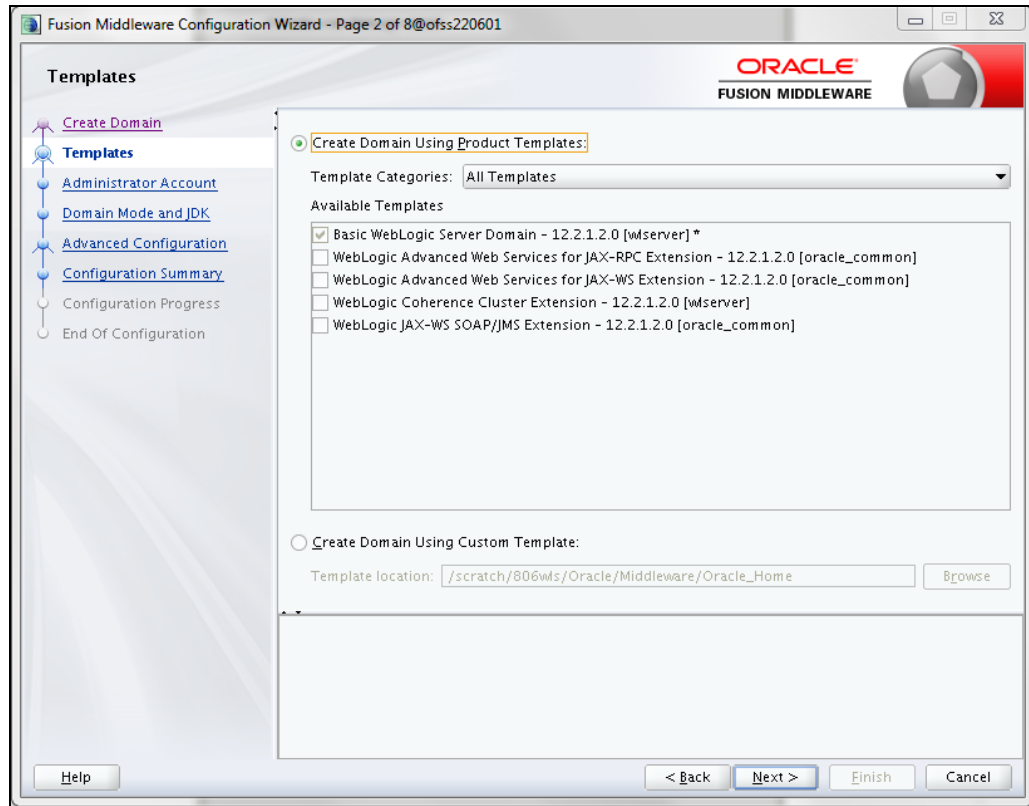 Fusion Middleware Configuration Wizard - Page 2 of 8@ofss220601
Templates
ORACLE
FUSION MIDDLEWARE
Create Domain
Templates
Administrator Account
Domain Mode and JDK
Advanced Configuration
Configuration Summary
Configuration Progress
End Of Configuration
Create Domain Using Product Templates:
Template Categories: All Templates
Available Templates
Basic WebLogic Server Domain - 12.2.1.2.0 [wlserver] *
WebLogic Advanced Web Services for JAX-RPC Extension - 12.2.1.2.0 [oracle_common]
WebLogic Advanced Web Services for JAX-WS Extension - 12.2.1.2.0 [oracle_common]
WebLogic Coherence Cluster Extension - 12.2.1.2.0 [wlserver]
WebLogic JAX-WS SOAP/JMS Extension - 12.2.1.2.0 [oracle_common]
Create Domain Using Custom Template:
Template location: /scratch/806wls/Oracle/Middleware/Oracle_Home Browse
Help < Back Next > Finish Cancel